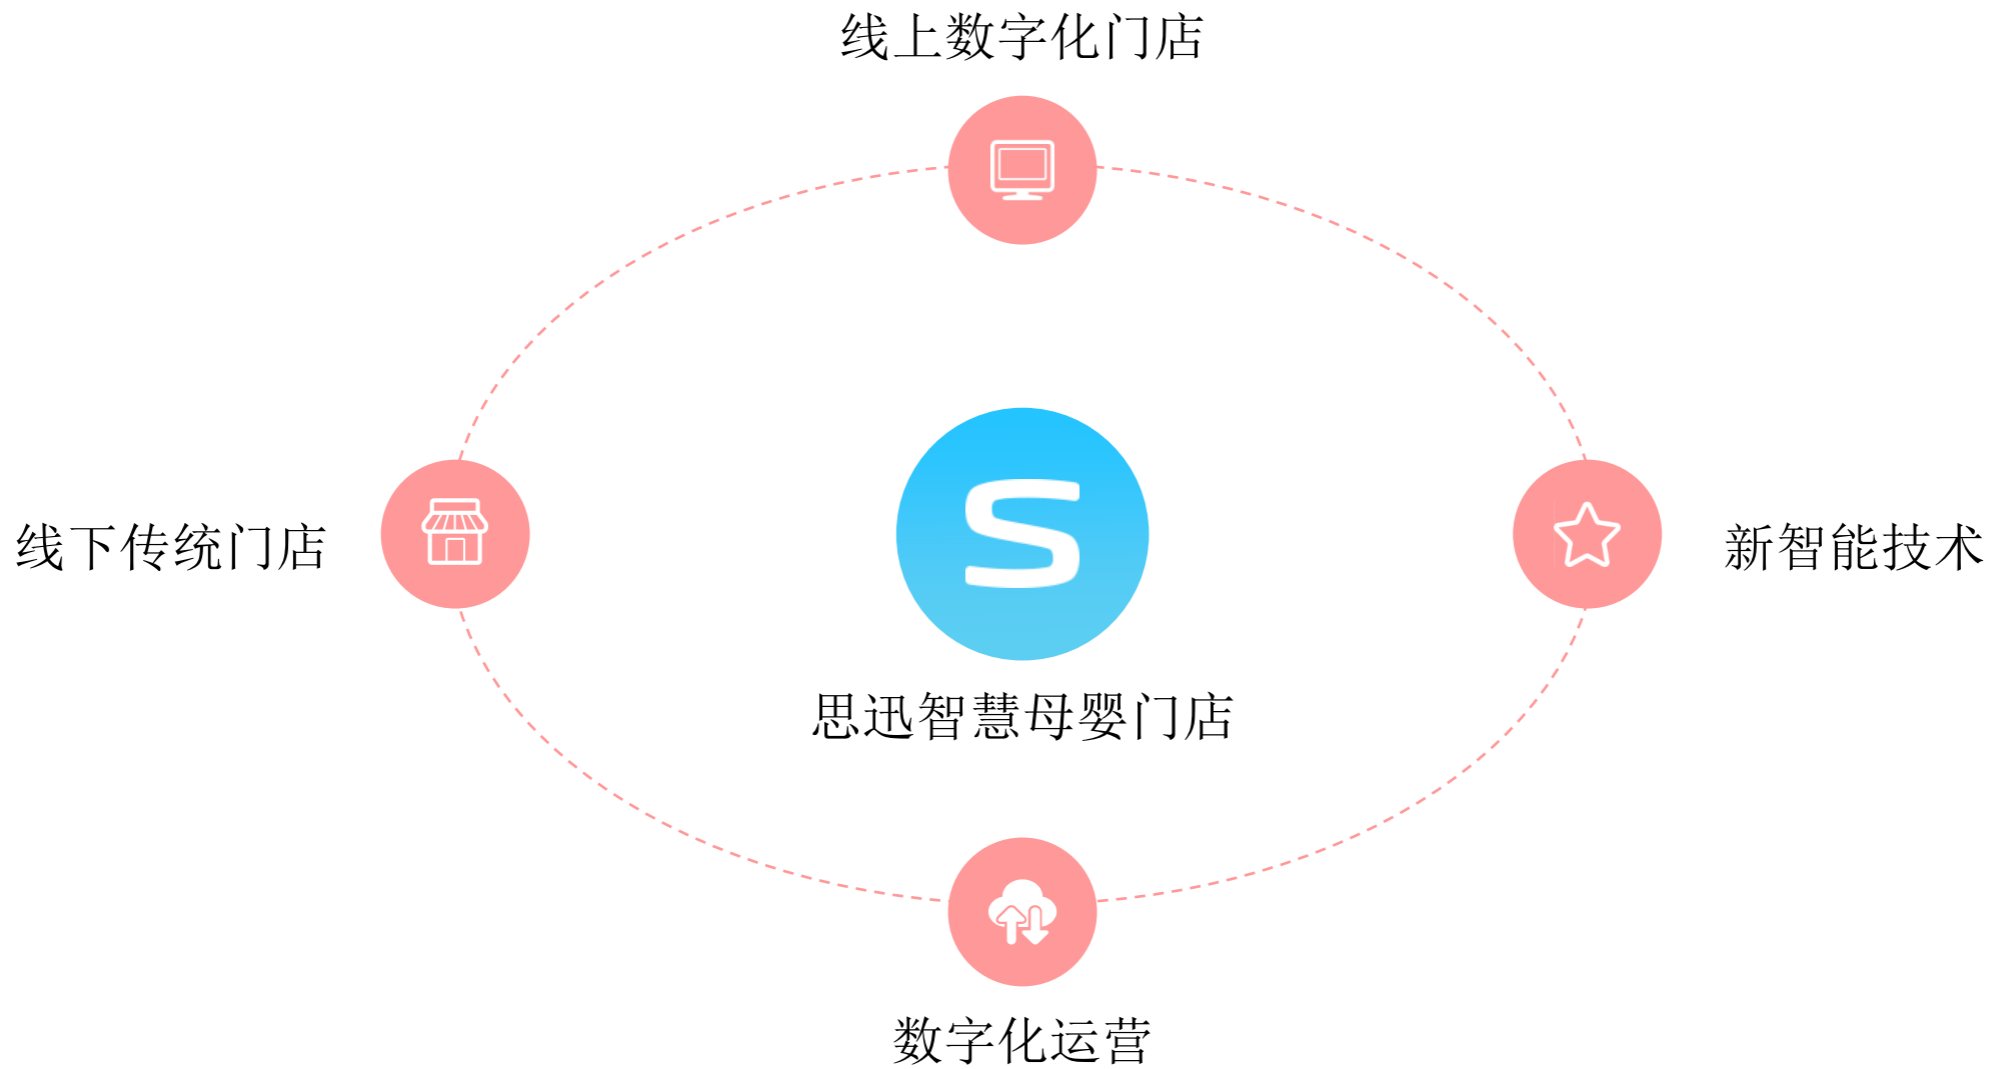 线上数字化门店
线下传统门店
S
新智能技术
思迅智慧母婴门店
数字化运营